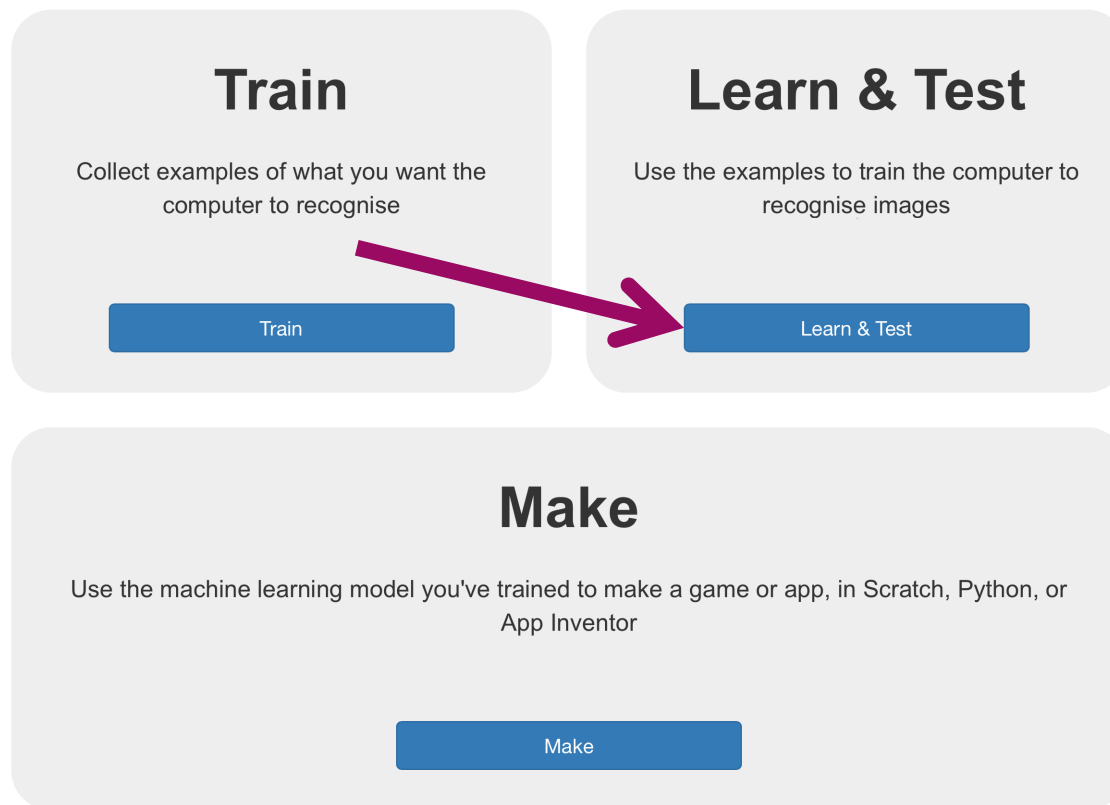 Train
Collect examples of what you want the
computer to recognise
Train
Learn & Test
Use the examples to train the computer to
recognise images
Learn & Test
Make
Use the machine learning model you've trained to make a game or app, in Scratch, Python, or
App Inventor
Make